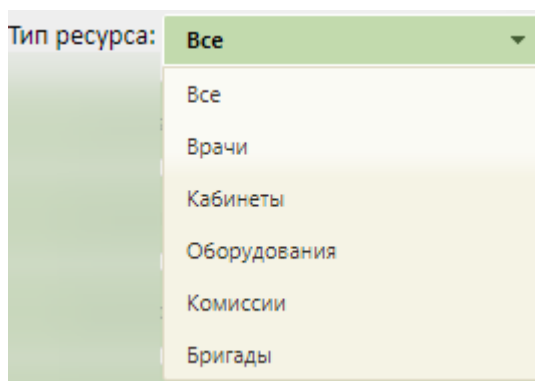 Тип ресурса: Все
Все
Врачи
Кабинеты
Оборудования
Комиссии
Бригады